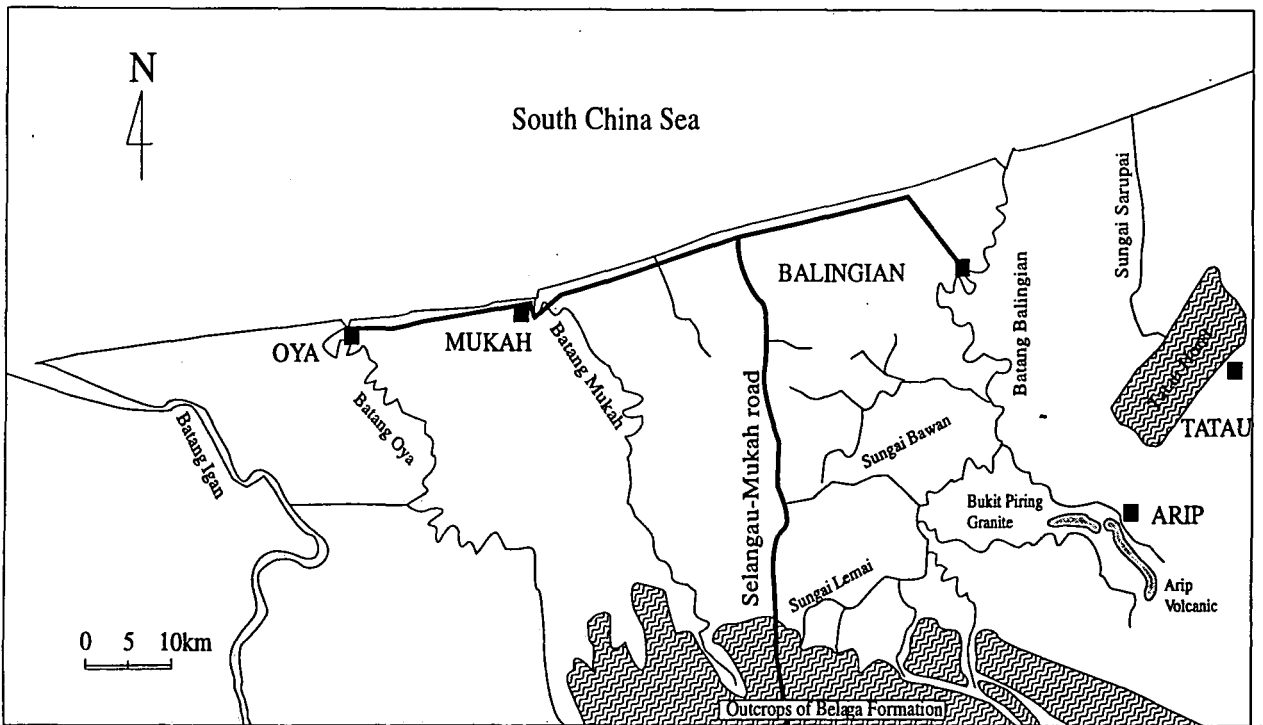 N
South China Sea
Sungai Sarupai
BALINGIAN
Batang Balingian
OYA
MUKAH
Batang Mukah
Batang Oya
Batang Igan
Selangau-Mukah road
TATAU
Sungai Bawan
Bukit Piring
Granite
ARIP
Sungai Lemai
Arip
Volcanic
0 5 10km
Outcrops of Belaga Formation